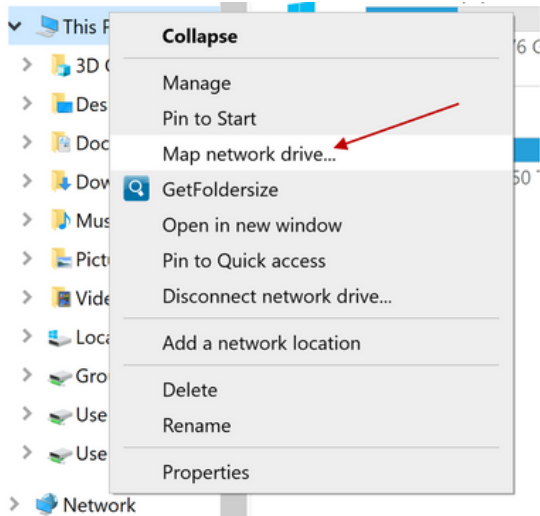 This P
Collapse
3D
Manage
Des
Pin to Start
Doc
Map network drive...
Dow
GetFoldersize
Mus
Open in new window
Pict
Pin to Quick access
Vide
Disconnect network drive...
Loca
Add a network location
Gro
Delete
Use
Rename
Use
Properties
Network